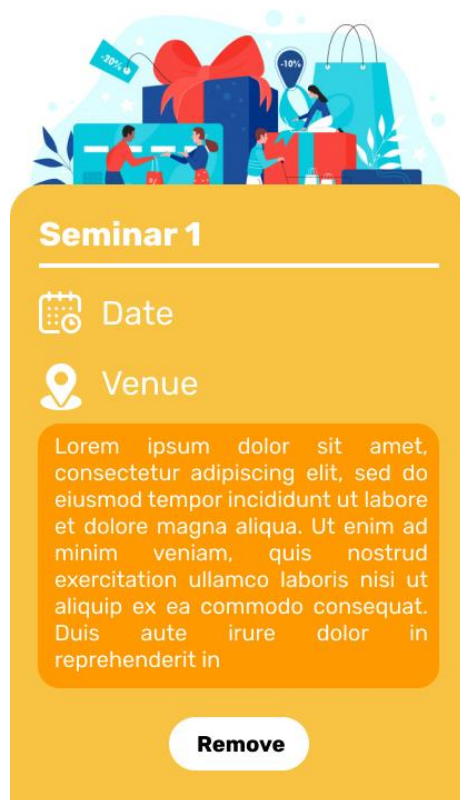 -20%
-10%
%
Seminar 1
Date
Venue
Lorem ipsum dolor sit amet,
consectetur adipiscing elit, sed do
eiusmod tempor incididunt ut labore
et dolore magna aliqua. Ut enim ad
minim veniam, quis nostrud
exercitation ullamco laboris nisi ut
aliquip ex ea commodo consequat.
Duis aute irure dolor in
reprehenderit in
Remove